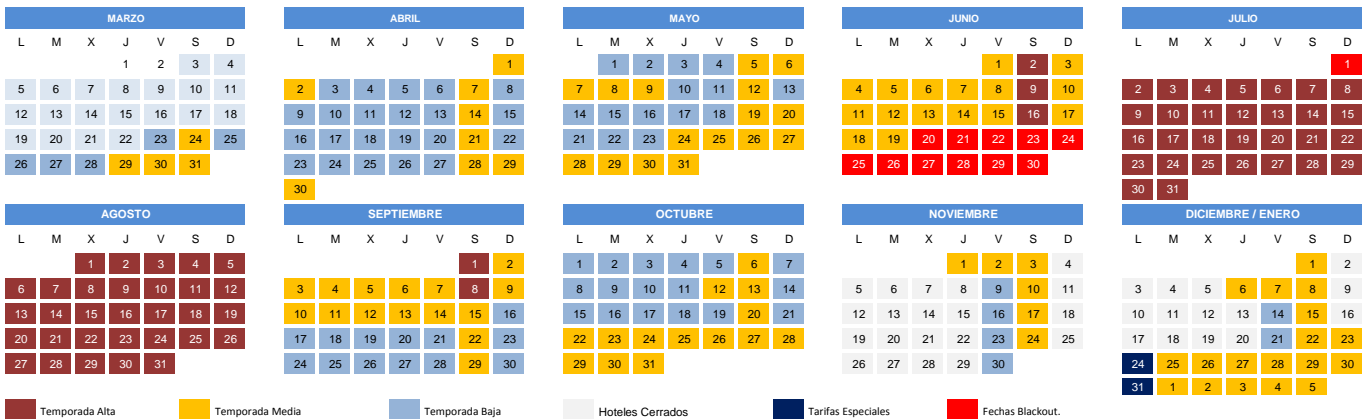 MARZO ABRIL MAYO JUNIO JULIO
L M X J V S D L M X J V S D L M X J V S D L M X J V S D L M X J V S D
1 2 3 4 1 1 2 3 4 5 6 1 2 3 1
5 6 7 8 9 10 11 2 3 4 5 6 7 8 7 8 9 10 11 12 13 4 5 6 7 8 9 10 2 3 4 5 6 7 8
12 13 14 15 16 17 18 9 10 11 12 13 14 15 14 15 16 17 18 19 20 11 12 13 14 15 16 17 9 10 11 12 13 14 15
19 20 21 22 23 24 25 16 17 18 19 20 21 22 21 22 23 24 25 26 27 18 19 20 21 22 23 24 16 17 18 19 20 21 22
26 27 28 29 30 31 23 24 25 26 27 28 29 28 29 30 31 25 26 27 28 29 30 23 24 25 26 27 28 29
30 30 31
AGOSTO SEPTIEMBRE OCTUBRE NOVIEMBRE DICIEMBRE / ENERO
L M X J V S D L M X J V S D L M X J V S D L M X J V S D L M X J V S D
1 2 3 4 5 1 2 1 2 3 4 5 6 7 1 2 3 4 1 2
6 7 8 9 10 11 12 3 4 5 6 7 8 9 8 9 10 11 12 13 14 5 6 7 8 9 10 11 3 4 5 6 7 8 9
13 14 15 16 17 18 19 10 11 12 13 14 15 16 15 16 17 18 19 20 21 12 13 14 15 16 17 18 10 11 12 13 14 15 16
20 21 22 23 24 25 26 17 18 19 20 21 22 23 22 23 24 25 26 27 28 19 20 21 22 23 24 25 17 18 19 20 21 22 23
27 28 29 30 31 24 25 26 27 28 29 30 29 30 31 26 27 28 29 30 24 25 26 27 28 29 30
31 1 2 3 4 5
Temporada Alta Temporada Media Temporada Baja Hoteles Cerrados Tarifas Especiales Fechas Blackout.